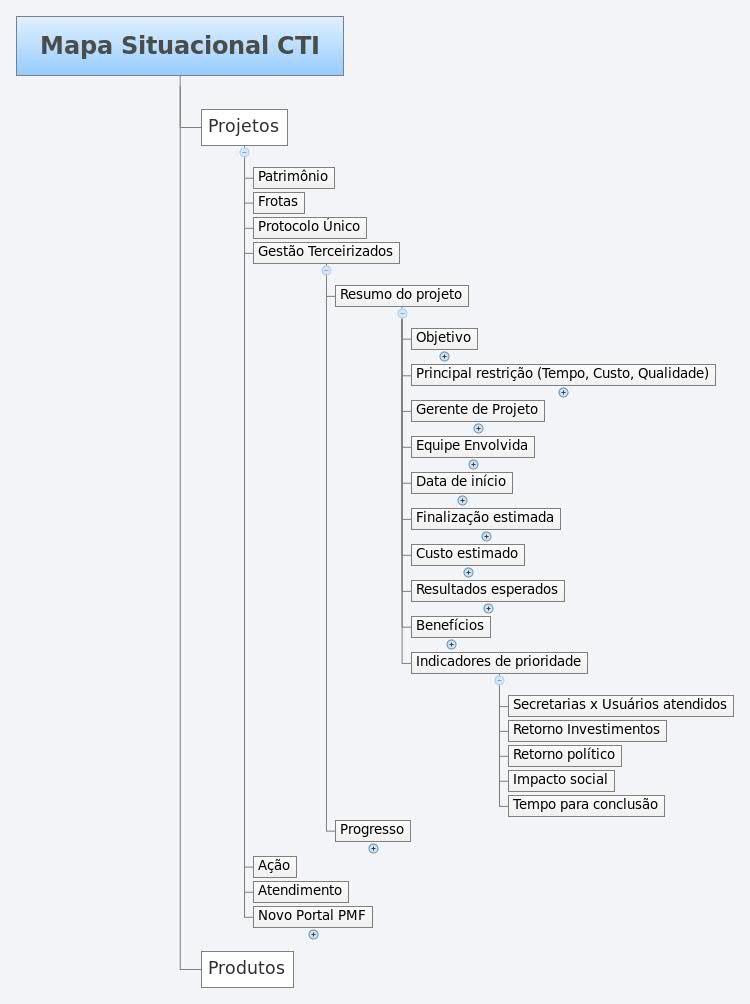 Mapa Situacional CTI
Projetos
Patrimônio
Frotas
Protocolo Único
Gestão Terceirizados
Resumo do projeto
Objetivo
Principal restrição (Tempo, Custo, Qualidade)
Gerente de Projeto
Equipe Envolvida
Data de início
Finalização estimada
Custo estimado
Resultados esperados
Benefícios
Indicadores de prioridade
Secretarias x Usuários atendidos
Retorno Investimentos
Retorno político
Impacto social
Tempo para conclusão
Progresso
Ação
Atendimento
Novo Portal PMF
Produtos